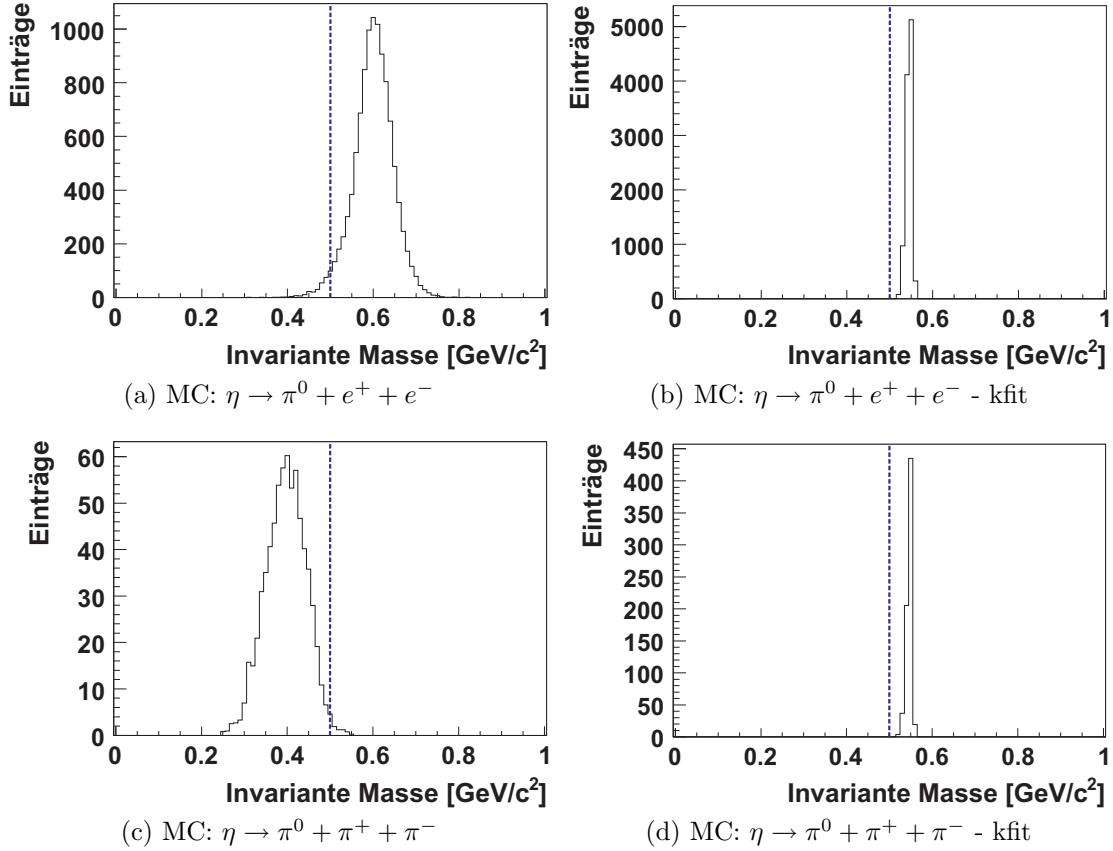 Einträge
1000
800
600
400
200
0
0 0.2 0.4 0.6 0.8 1
Invariante Masse [GeV/c²]
(a) MC: η → π⁰ + e⁺ + e⁻
Einträge
5000
4000
3000
2000
1000
0
0 0.2 0.4 0.6 0.8 1
Invariante Masse [GeV/c²]
(b) MC: η → π⁰ + e⁺ + e⁻ - kfit
Einträge
60
50
40
30
20
10
0
0 0.2 0.4 0.6 0.8 1
Invariante Masse [GeV/c²]
(c) MC: η → π⁰ + π⁺ + π⁻
Einträge
450
400
350
300
250
200
150
100
50
0
0 0.2 0.4 0.6 0.8 1
Invariante Masse [GeV/c²]
(d) MC: η → π⁰ + π⁺ + π⁻ - kfit